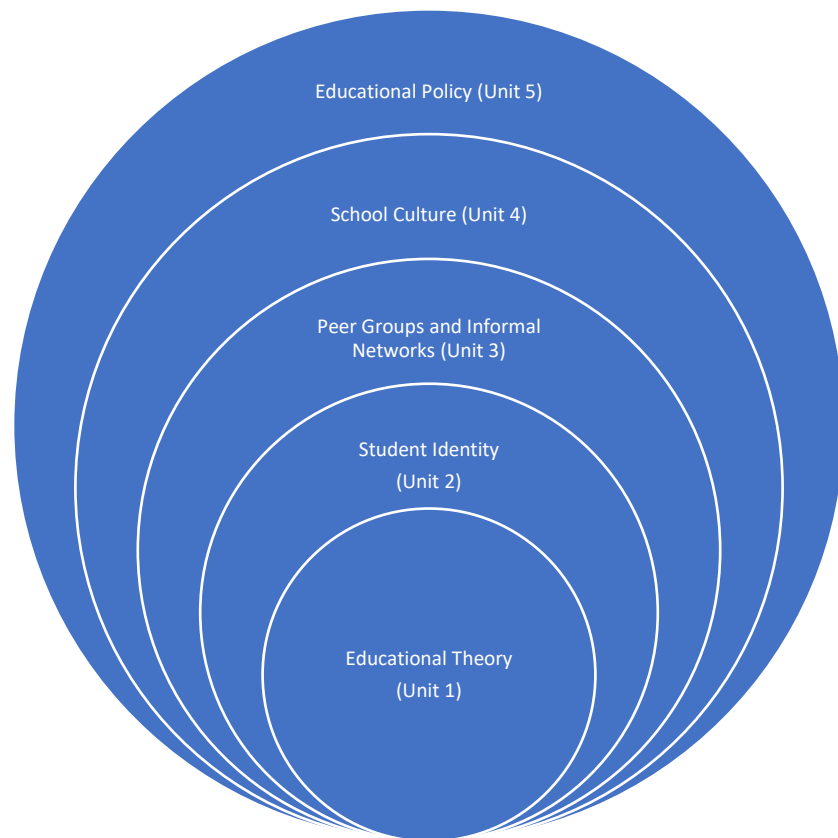 Educational Policy (Unit 5)
School Culture (Unit 4)
Peer Groups and Informal
Networks (Unit 3)
Student Identity
(Unit 2)
Educational Theory
(Unit 1)